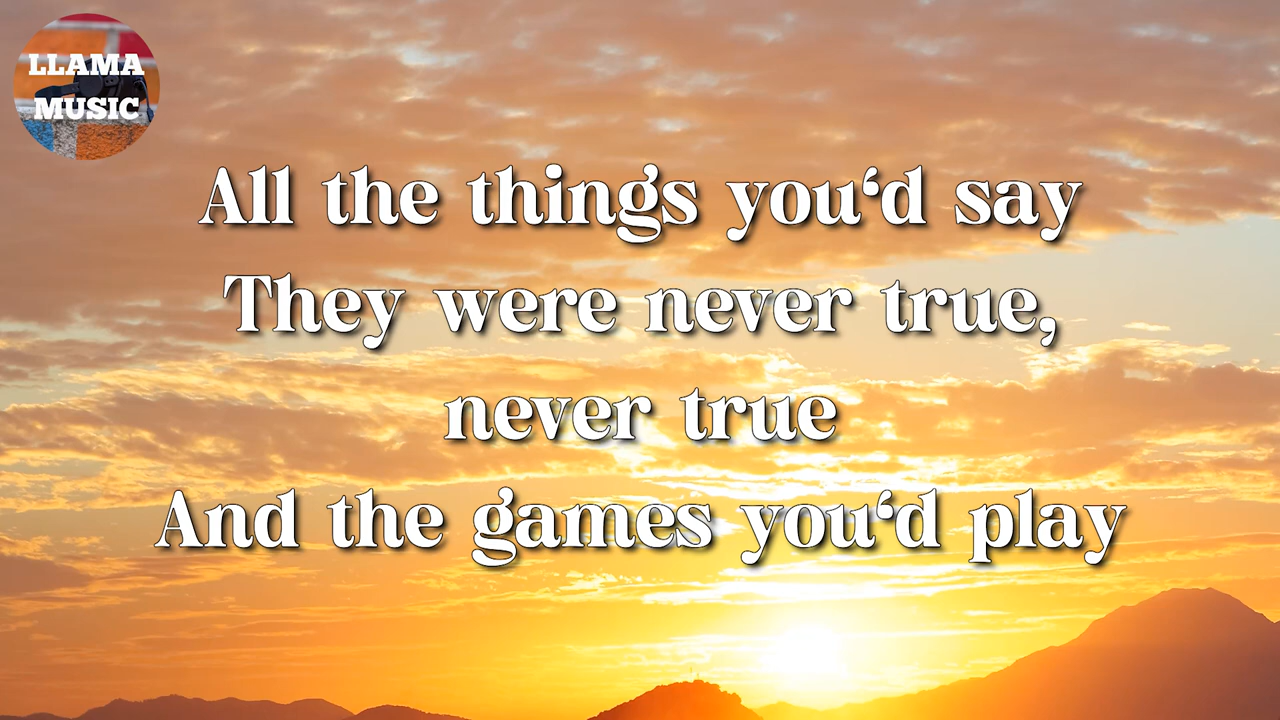 LLAMA
MUSIC
All the things you‘d say
They were never true,
never true
And the games you‘d play